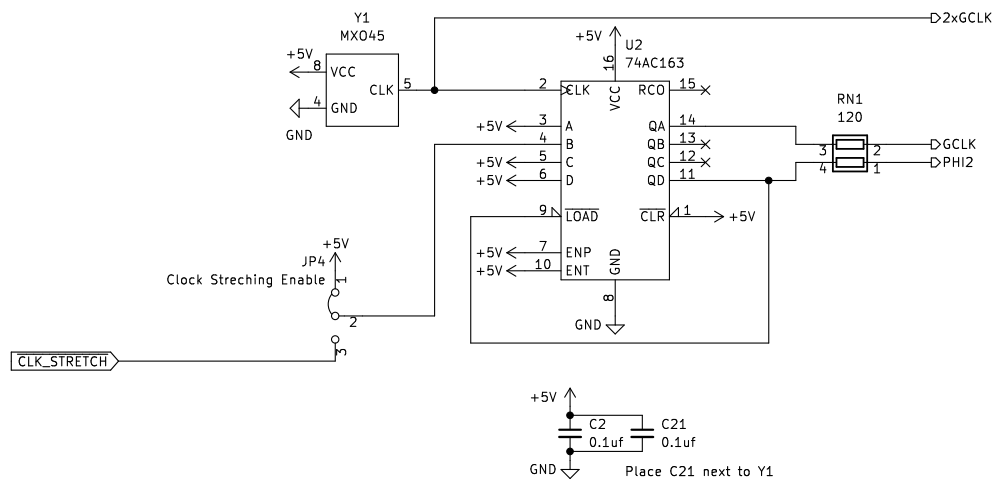 2xGCLK
Y1
MXO45
+5V
8
VCC
CLK
5
4
GND
GND
+5V
16
U2
74AC163
2
CLK
VCC
RCO
15
+5V
3
A
QA
14
4
B
QB
13
+5V
5
C
QC
12
+5V
6
D
QD
11
9
LOAD
CLR
1
+5V
+5V
7
ENP
+5V
10
ENT
GND
8
GND
RN1
120
3
2
GCLK
4
1
PHI2
+5V
JP4
1
Clock Streching Enable
2
3
CLK_STRETCH
+5V
C2
0.1uf
C21
0.1uf
GND
Place C21 next to Y1